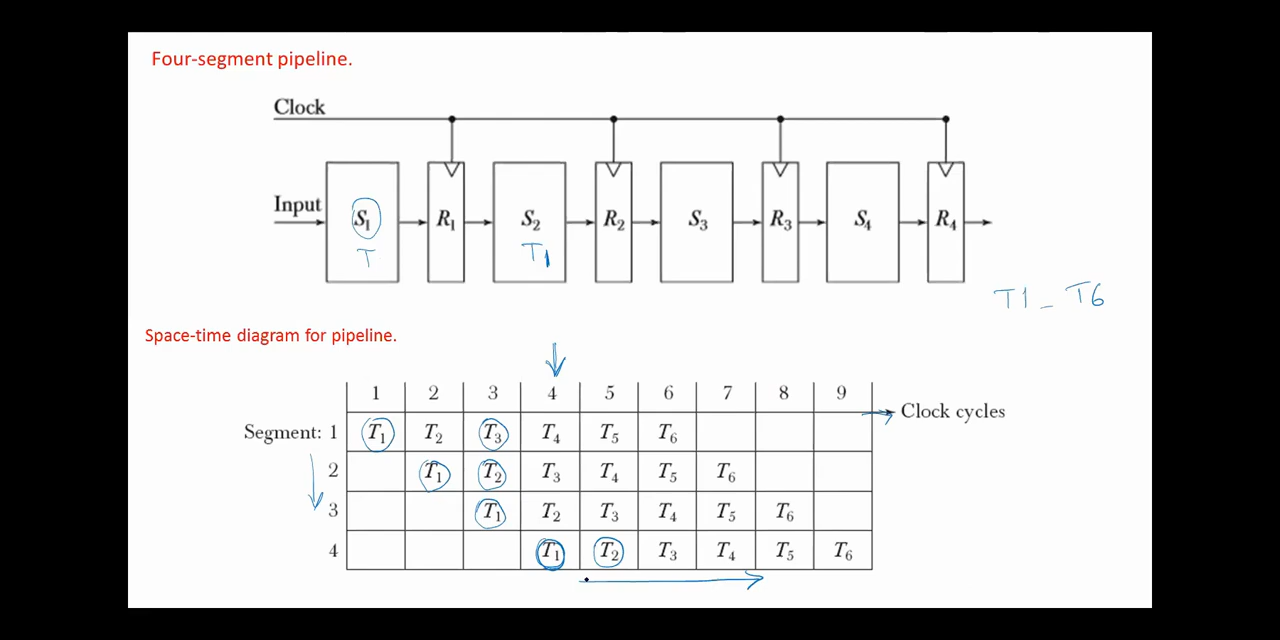 Four-segment pipeline.
Clock
Input S1 R1 S2 R2 S3 R3 S4 R4
T T1
T1 - T6
Space-time diagram for pipeline.
1 2 3 4 5 6 7 8 9 Clock cycles
Segment: 1 T1 T2 T3 T4 T5 T6
2 T1 T2 T3 T4 T5 T6
3 T1 T2 T3 T4 T5 T6
4 T1 T2 T3 T4 T5 T6